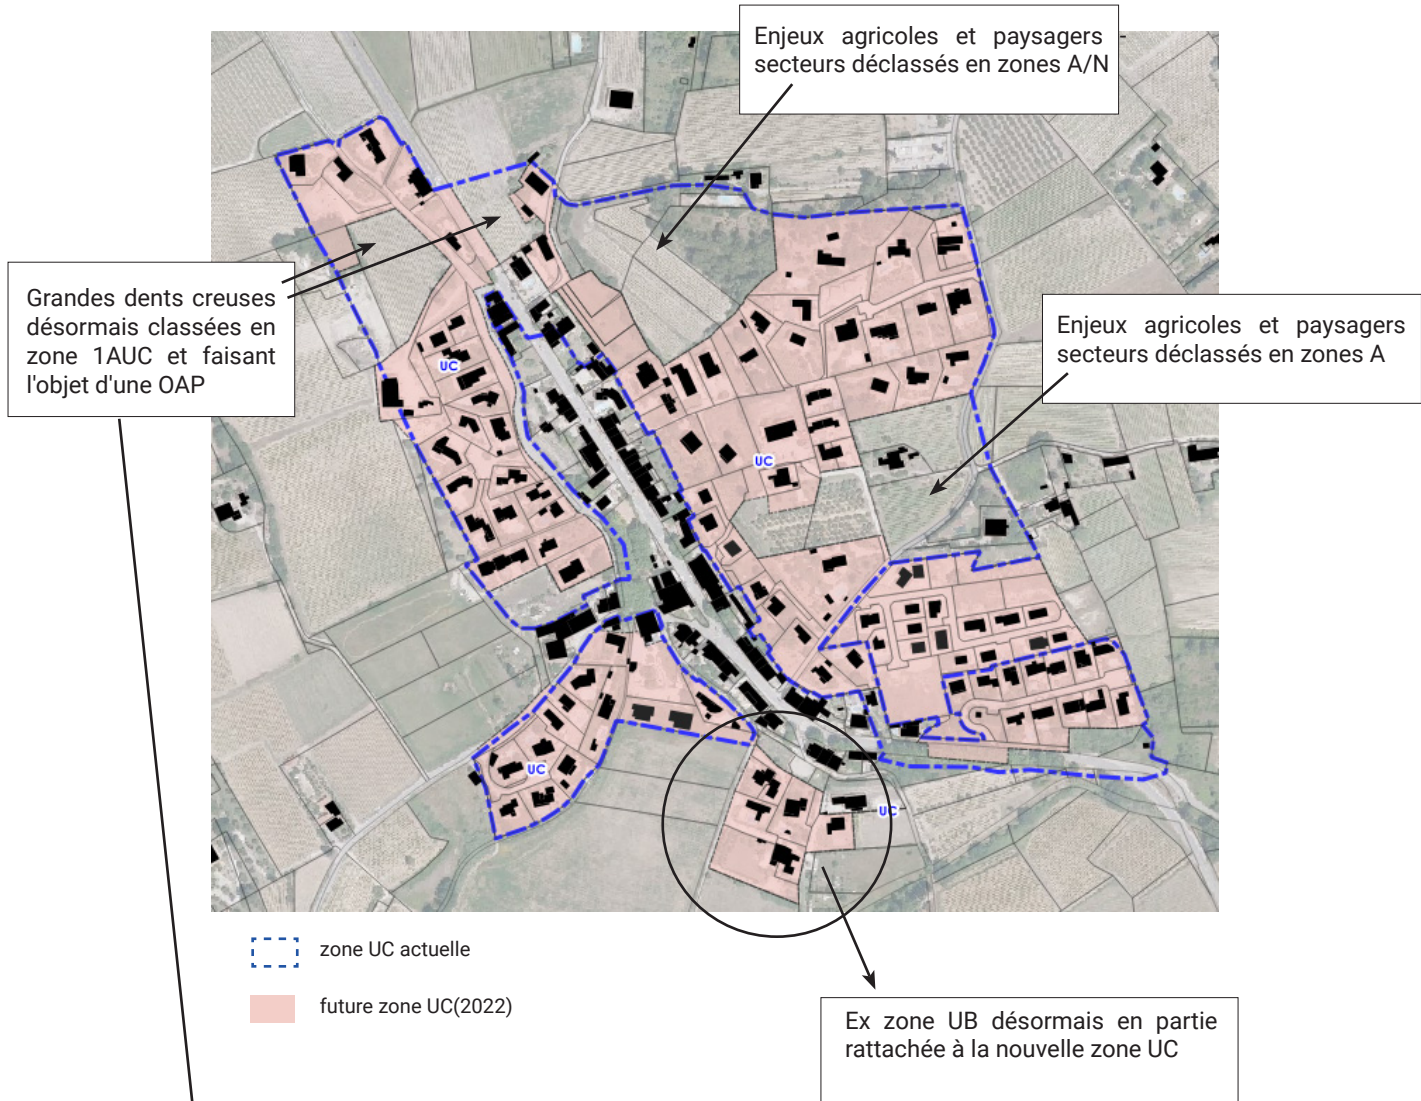 Enjeux agricoles et paysagers
secteurs déclassés en zones A/N
Grandes dents creuses
désormais classées en
zone 1AUC et faisant
l'objet d'une OAP
Enjeux agricoles et paysagers
secteurs déclassés en zones A
UC
UC
UC
UC
zone UC actuelle
future zone UC(2022)
Ex zone UB désormais en partie
rattachée à la nouvelle zone UC